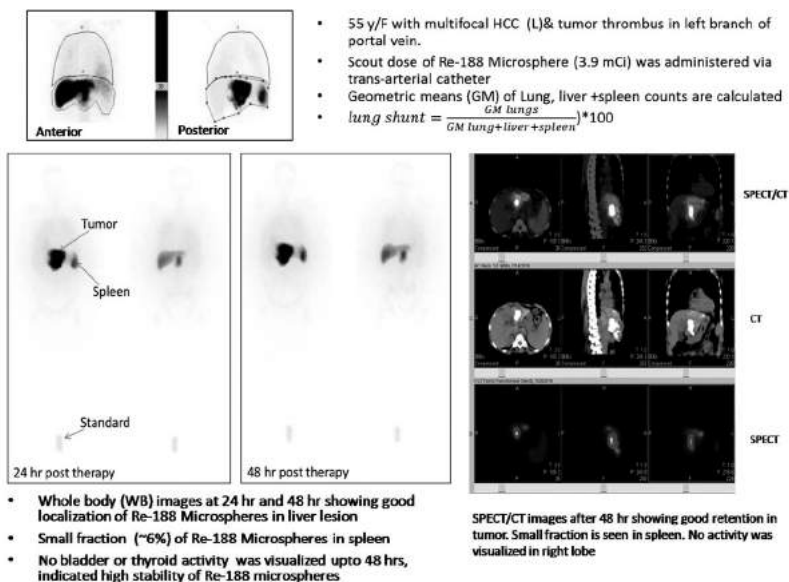 Anterior
Posterior
• 55 y/F with multifocal HCC (L)& tumor thrombus in left branch of
portal vein.
• Scout dose of Re-188 Microsphere (3.9 mCi) was administered via
trans-arterial catheter
• Geometric means (GM) of Lung, liver +spleen counts are calculated
• lung shunt = GM lungs / GM lung+liver+spleen)*100
Tumor
Spleen
Standard
24 hr post therapy
48 hr post therapy
SPECT/CT
CT
SPECT
• Whole body (WB) images at 24 hr and 48 hr showing good
localization of Re-188 Microspheres in liver lesion
• Small fraction (~6%) of Re-188 Microspheres in spleen
• No bladder or thyroid activity was visualized upto 48 hrs,
indicated high stability of Re-188 microspheres
SPECT/CT images after 48 hr showing good retention in
tumor. Small fraction is seen in spleen. No activity was
visualized in right lobe